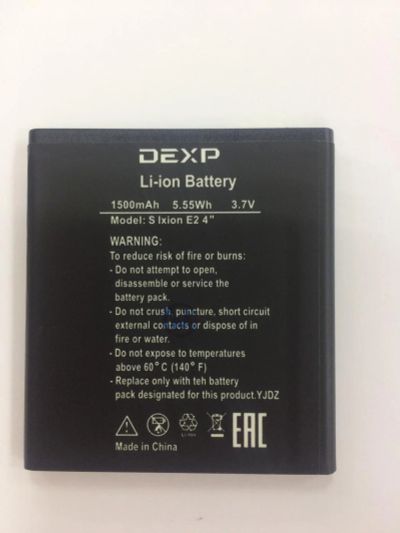 DEXP
Li-ion Battery
1500mAh 5.55Wh 3.7V
Model: S Ixion E2 4"
WARNING:
To reduce risk of fire or burns:
- Do not attempt to open,
disassemble or service the
battery pack.
- Do not crush, puncture, short circuit
external contacts or dispose of in
fire or water.
- Do not expose to temperatures
above 60°C (140°F)
- Replace only with teh battery
pack designated for this product.YJDZ
Li-ion
EAC
Made in China